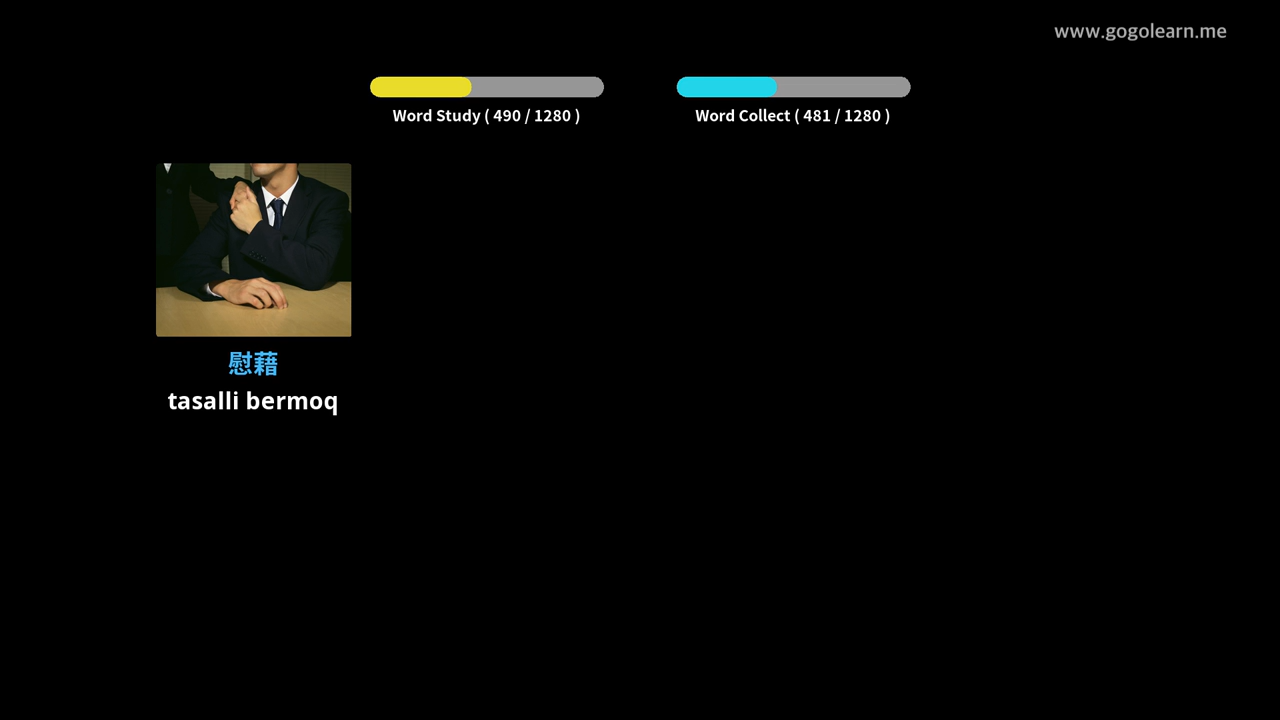 www.gogolearn.me
Word Study ( 490 / 1280 )
Word Collect ( 481 / 1280 )
慰藉
tasalli bermoq